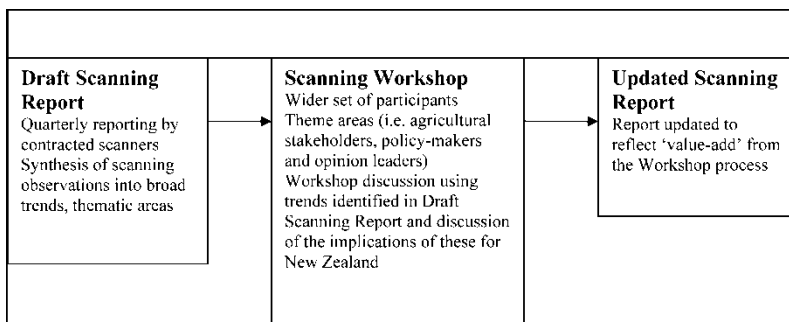 Draft Scanning
Report
Quarterly reporting by
contracted scanners
Synthesis of scanning
observations into broad
trends, thematic areas
Scanning Workshop
Wider set of participants
Theme areas (i.e. agricultural
stakeholders, policy-makers
and opinion leaders)
Workshop discussion using
trends identified in Draft
Scanning Report and discussion
of the implications of these for
New Zealand
Updated Scanning
Report
Report updated to
reflect ‘value-add’ from
the Workshop process